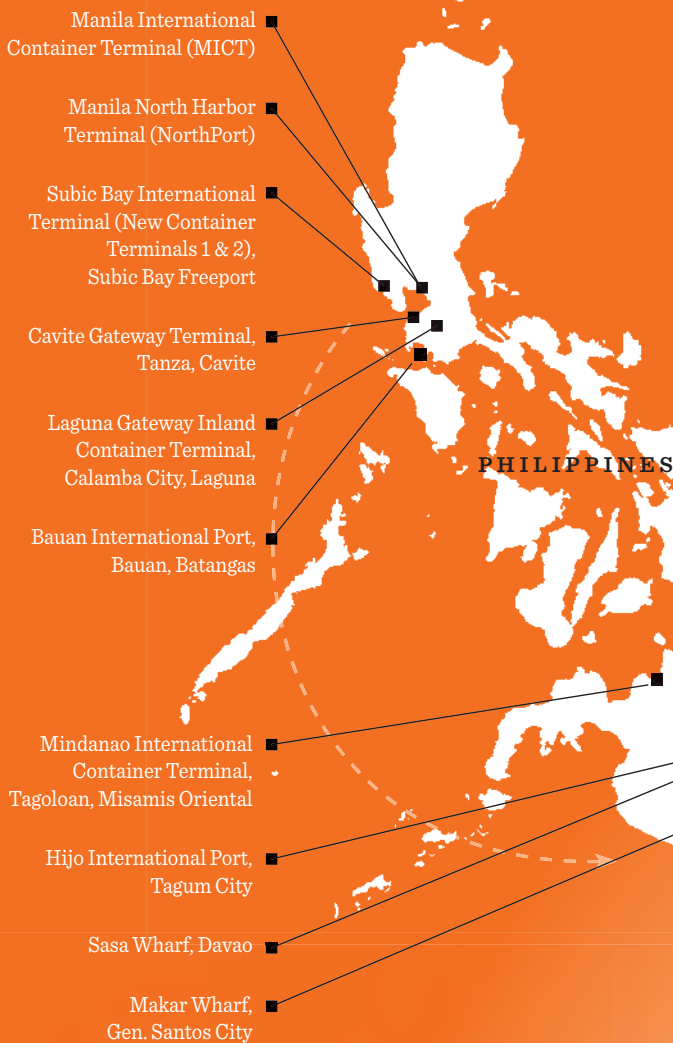 Manila International
Container Terminal (MICT)
Manila North Harbor
Terminal (NorthPort)
Subic Bay International
Terminal (New Container
Terminals 1 & 2),
Subic Bay Freeport
Cavite Gateway Terminal,
Tanza, Cavite
Laguna Gateway Inland
Container Terminal,
Calamba City, Laguna
PHILIPPINES
Bauan International Port,
Bauan, Batangas
Mindanao International
Container Terminal,
Tagoloan, Misamis Oriental
Hijo International Port,
Tagum City
Sasa Wharf, Davao
Makar Wharf,
Gen. Santos City